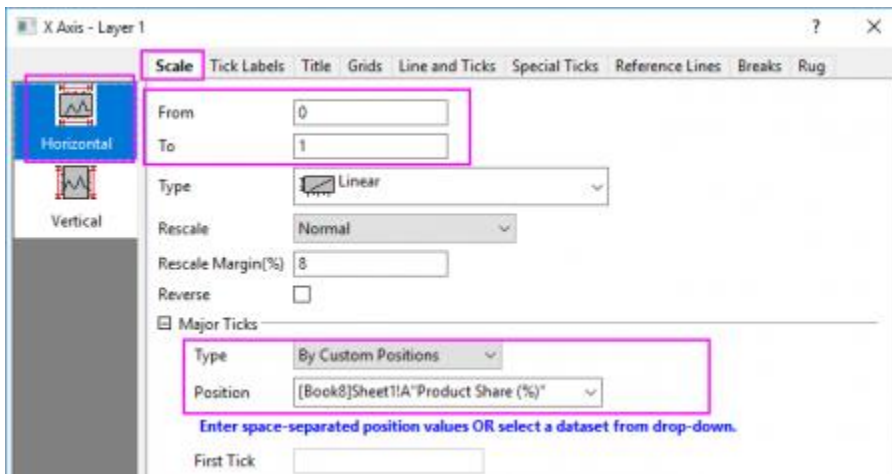 X Axis - Layer 1 ? ×
Scale Tick Labels Title Grids Line and Ticks Special Ticks Reference Lines Breaks Rug
Horizontal
Vertical
From 0
To 1
Type Linear
Rescale Normal
Rescale Margin(%) 8
Reverse
Major Ticks
Type By Custom Positions
Position [Book8]Sheet1!A"Product Share (%)"
Enter space-separated position values OR select a dataset from drop-down.
First Tick